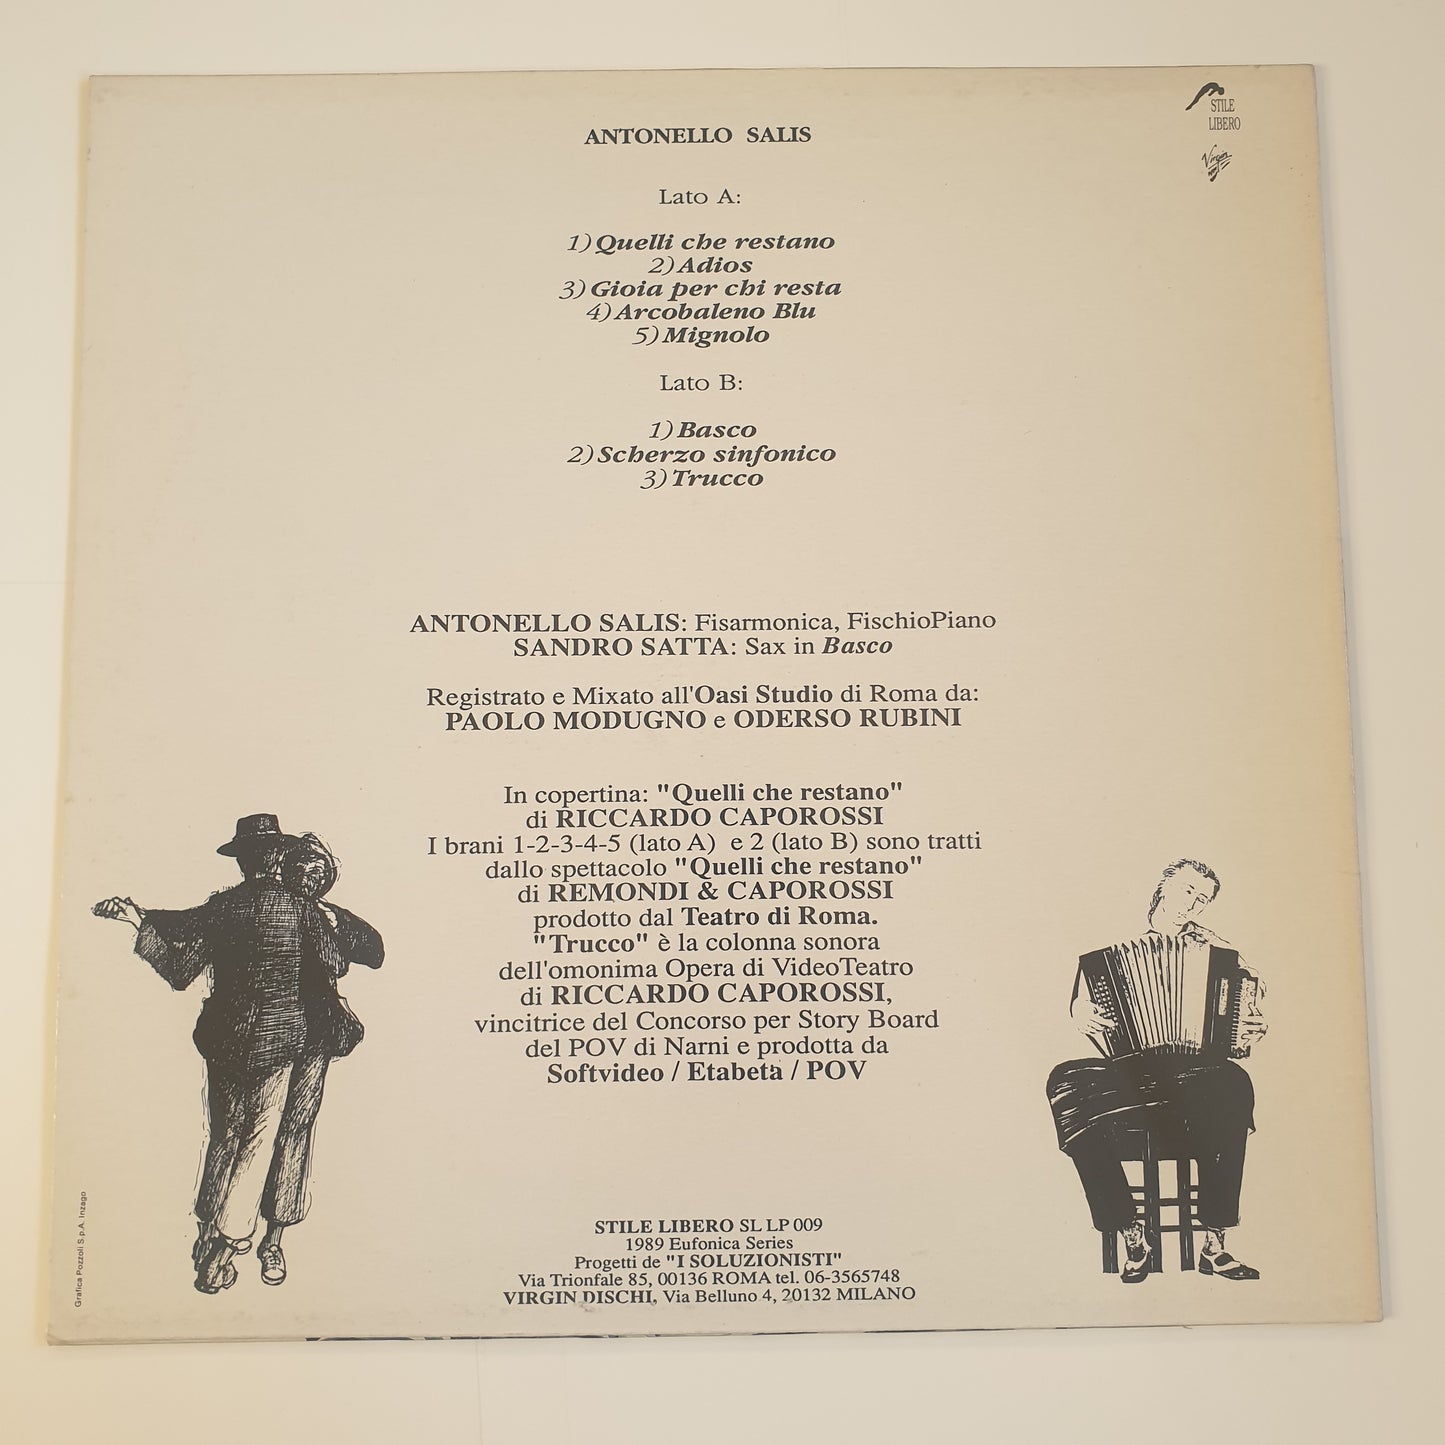 STILE
LIBERO
Virgin
ANTONELLO SALIS
Lato A:
1) Quelli che restano
2) Adios
3) Gioia per chi resta
4) Arcobaleno Blu
5) Mignolo
Lato B:
1) Basco
2) Scherzo sinfonico
3) Trucco
ANTONELLO SALIS: Fisarmonica, FischioPiano
SANDRO SATTA: Sax in Basco
Registrato e Mixato all'Oasi Studio di Roma da:
PAOLO MODUGNO e ODERSO RUBINI
In copertina: "Quelli che restano"
di RICCARDO CAPOROSSI
I brani 1-2-3-4-5 (lato A) e 2 (lato B) sono tratti
dallo spettacolo "Quelli che restano"
di REMONDI & CAPOROSSI
prodotto dal Teatro di Roma.
"Trucco" è la colonna sonora
dell'omonima Opera di VideoTeatro
di RICCARDO CAPOROSSI,
vincitrice del Concorso per Story Board
del POV di Narni e prodotta da
Softvideo / Etabeta / POV
STILE LIBERO SL LP 009
1989 Eufonica Series
Progetti de "I SOLUZIONISTI"
Via Trionfale 85, 00136 ROMA tel. 06-3565748
VIRGIN DISCHI, Via Belluno 4, 20132 MILANO
Grafica Pozzoli S.p.A. Inzago